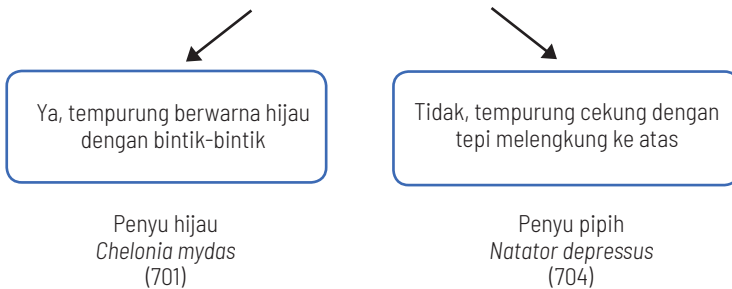 Ya, tempurung berwarna hijau
dengan bintik-bintik
Tidak, tempurung cekung dengan
tepi melengkung ke atas
Penyu hijau
Chelonia mydas
(701)
Penyu pipih
Natator depressus
(704)